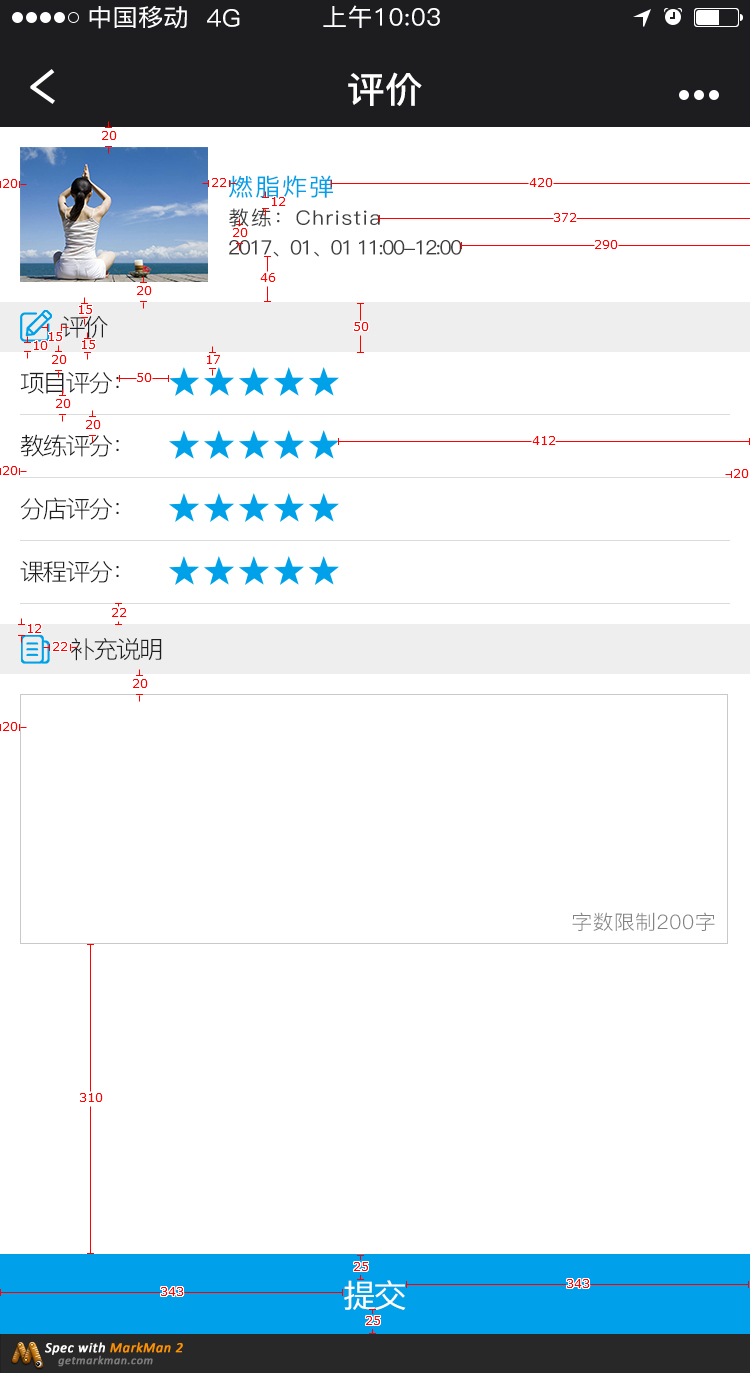 中国移动 4G 上午10:03
评价
20
20
22 燃脂炸弹 420
12
教练：Christia 372
20
2017、01、01 11:00—12:00 290
46
20
15
评价 50
15
10
15
20 17
项目评分： 50 ★★★★★
20
20
教练评分： ★★★★★ 412
20 20
分店评分： ★★★★★
课程评分： ★★★★★
22
12
22 补充说明
20
20
字数限制200字
310
25
343 提交 343
25
Spec with MarkMan 2
getmarkman.com